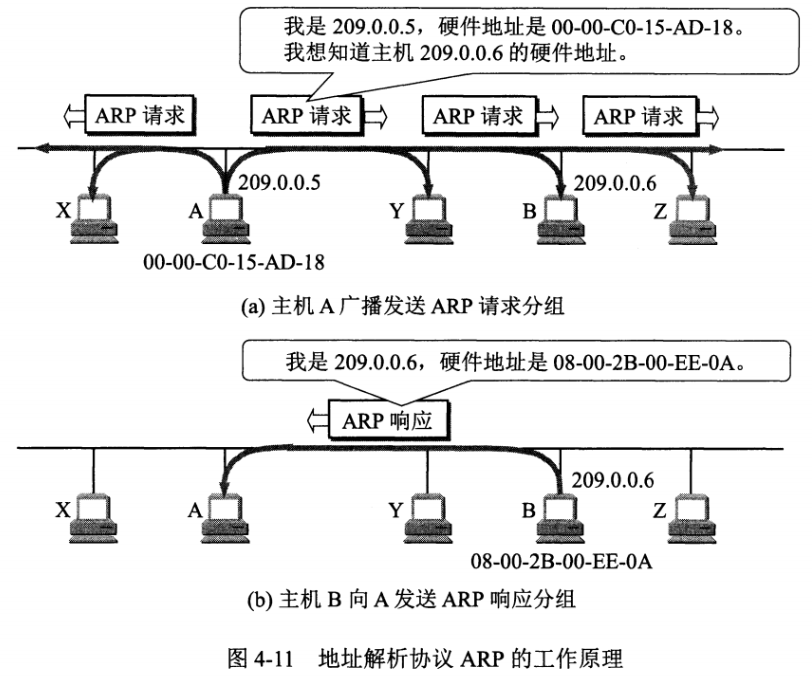 我是 209.0.0.5，硬件地址是 00-00-C0-15-AD-18。
我想知道主机 209.0.0.6 的硬件地址。
ARP 请求
ARP 请求
ARP 请求
ARP 请求
209.0.0.5
209.0.0.6
X
A
Y
B
Z
00-00-C0-15-AD-18
(a) 主机 A 广播发送 ARP 请求分组
我是 209.0.0.6，硬件地址是 08-00-2B-00-EE-0A。
ARP 响应
209.0.0.6
X
A
Y
B
Z
08-00-2B-00-EE-0A
(b) 主机 B 向 A 发送 ARP 响应分组
图 4-11 地址解析协议 ARP 的工作原理